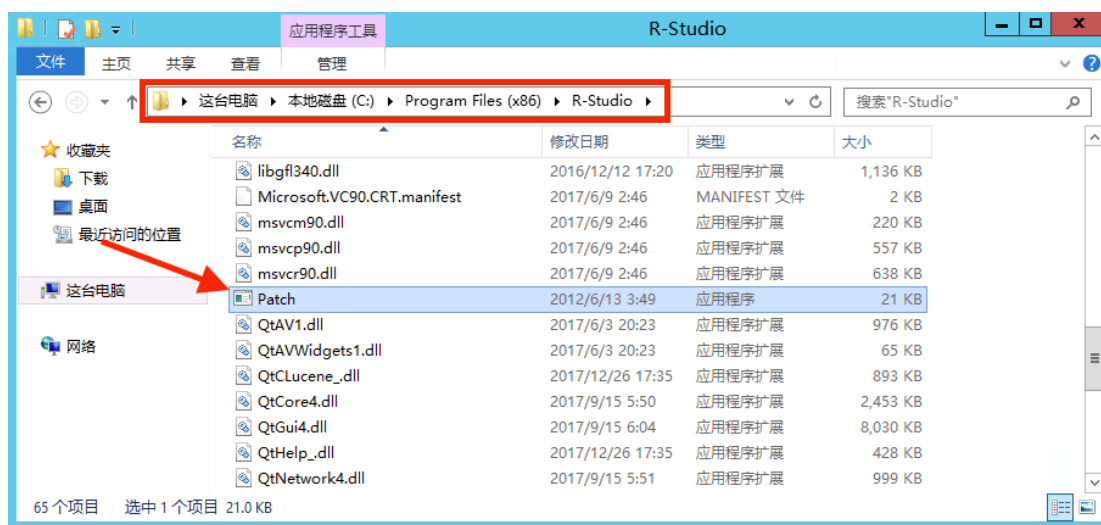 应用程序工具 R-Studio
文件 主页 共享 查看 管理
这台电脑 本地磁盘 (C:) Program Files (x86) R-Studio 搜索"R-Studio"
收藏夹
下载
桌面
最近访问的位置
这台电脑
网络
名称 修改日期 类型 大小
libgfl340.dll 2016/12/12 17:20 应用程序扩展 1,136 KB
Microsoft.VC90.CRT.manifest 2017/6/9 2:46 MANIFEST 文件 2 KB
msvcm90.dll 2017/6/9 2:46 应用程序扩展 220 KB
msvcp90.dll 2017/6/9 2:46 应用程序扩展 557 KB
msvcr90.dll 2017/6/9 2:46 应用程序扩展 638 KB
Patch 2012/6/13 3:49 应用程序 21 KB
QtAV1.dll 2017/6/3 20:23 应用程序扩展 976 KB
QtAVWidgets1.dll 2017/6/3 20:23 应用程序扩展 65 KB
QtCLucene_.dll 2017/12/26 17:35 应用程序扩展 893 KB
QtCore4.dll 2017/9/15 5:50 应用程序扩展 2,453 KB
QtGui4.dll 2017/9/15 6:04 应用程序扩展 8,030 KB
QtHelp_.dll 2017/12/26 17:35 应用程序扩展 428 KB
QtNetwork4.dll 2017/9/15 5:51 应用程序扩展 999 KB
65 个项目 选中 1 个项目 21.0 KB